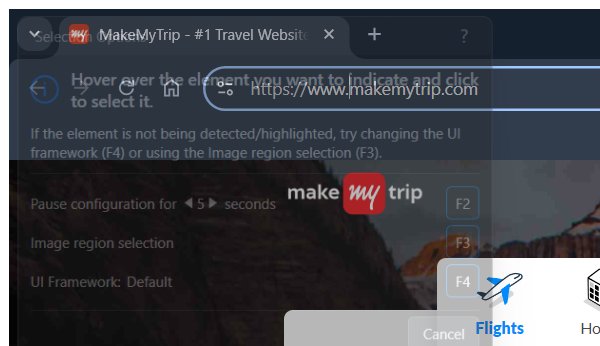 Selection Options
MakeMyTrip - #1 Travel Website
?
Hover over the element you want to indicate and click
to select it.
https://www.makemytrip.com
If the element is not being detected/highlighted, try changing the UI
framework (F4) or using the Image region selection (F3).
make my trip
Pause configuration for 5 seconds
F2
Image region selection
F3
UI Framework: Default
F4
Cancel
Flights
Ho